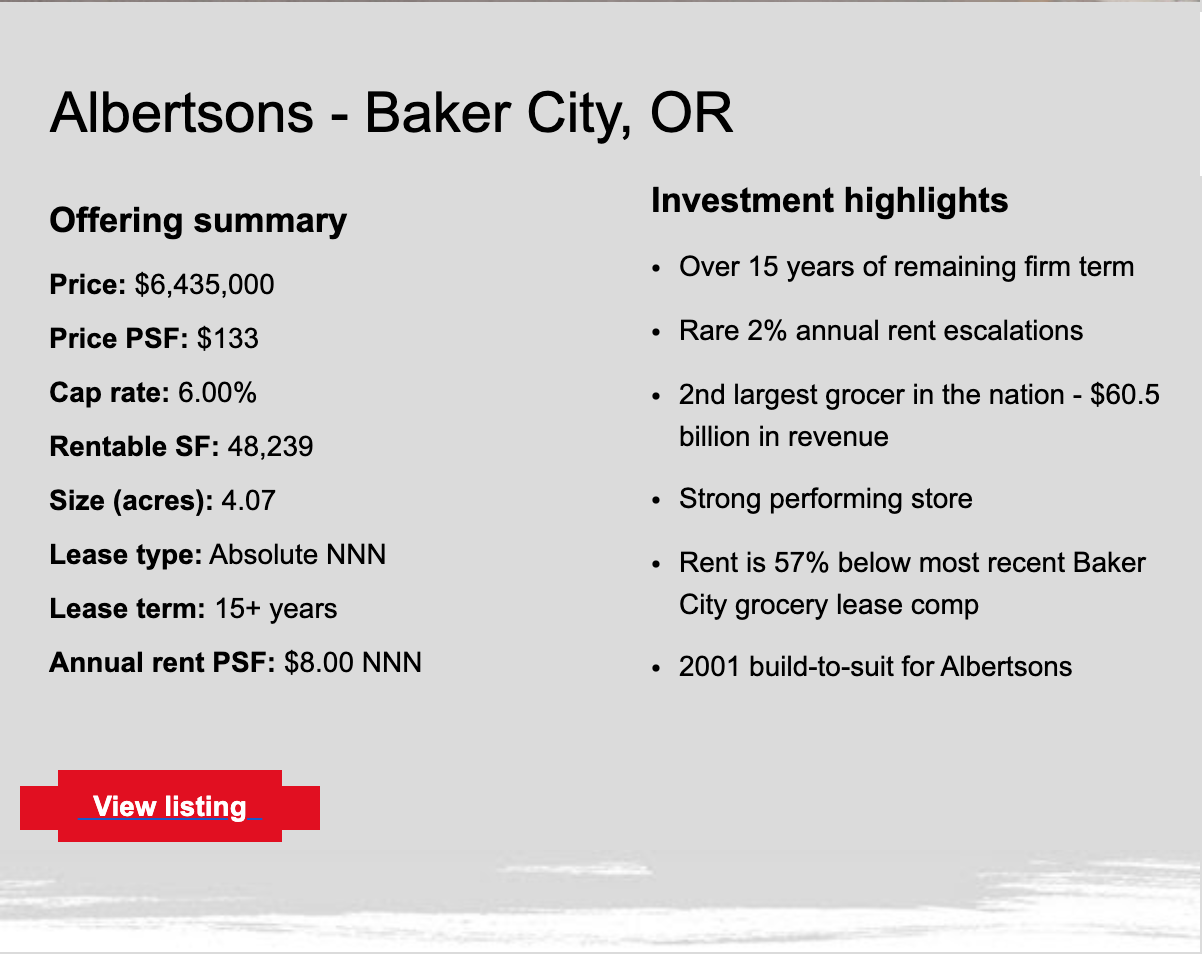 Albertsons - Baker City, OR
Offering summary
Price: $6,435,000
Price PSF: $133
Cap rate: 6.00%
Rentable SF: 48,239
Size (acres): 4.07
Lease type: Absolute NNN
Lease term: 15+ years
Annual rent PSF: $8.00 NNN
Investment highlights
• Over 15 years of remaining firm term
• Rare 2% annual rent escalations
• 2nd largest grocer in the nation - $60.5
billion in revenue
• Strong performing store
• Rent is 57% below most recent Baker
City grocery lease comp
• 2001 build-to-suit for Albertsons
View listing